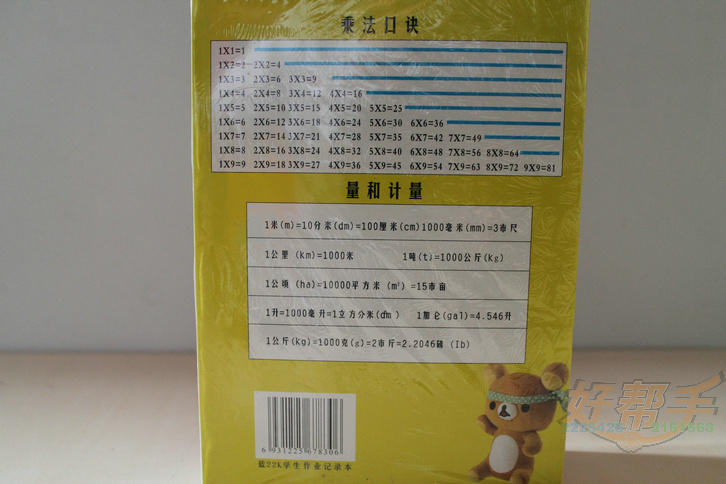 乘法口诀
1X1=1
1X2=2 2X2=4
1X3=3 2X3=6 3X3=9
1X4=4 2X4=8 3X4=12 4X4=16
1X5=5 2X5=10 3X5=15 4X5=20 5X5=25
1X6=6 2X6=12 3X6=18 4X6=24 5X6=30 6X6=36
1X7=7 2X7=14 3X7=21 4X7=28 5X7=35 6X7=42 7X7=49
1X8=8 2X8=16 3X8=24 4X8=32 5X8=40 6X8=48 7X8=56 8X8=64
1X9=9 2X9=18 3X9=27 4X9=36 5X9=45 6X9=54 7X9=63 8X9=72 9X9=81
量和计量
1米(m)=10分米(dm)=100厘米(cm)1000毫米(mm)=3市尺
1公里(km)=1000米 1吨(t)=1000公斤(kg)
1公顷(ha)=10000平方米(m²)=15市亩
1升=1000毫升=1立方分米(dm³) 1加仑(gal)=4.546升
1公斤(kg)=1000克(g)=2市斤=2.2046磅(Ib)
6931225678306
蓝22K学生作业记录本
好帮手